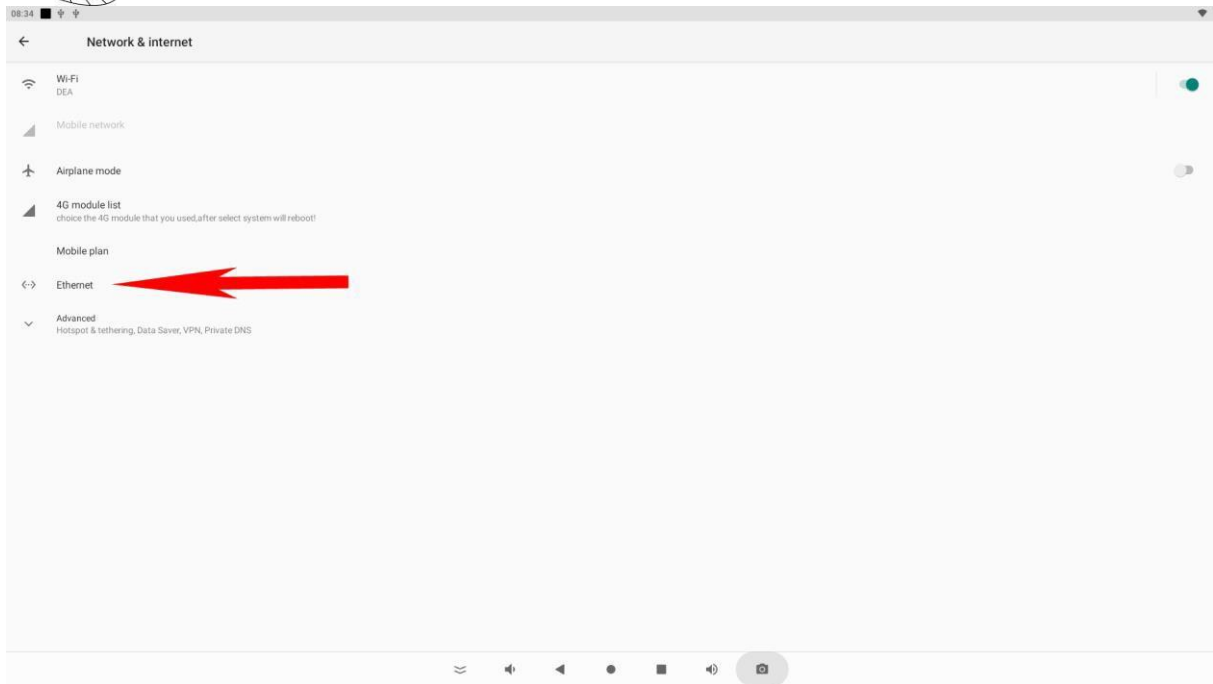 08:34
Network & internet
Wi-Fi
DEA
Mobile network
Airplane mode
4G module list
choice the 4G module that you used,after select system will reboot!
Mobile plan
Ethernet
Advanced
Hotspot & tethering, Data Saver, VPN, Private DNS